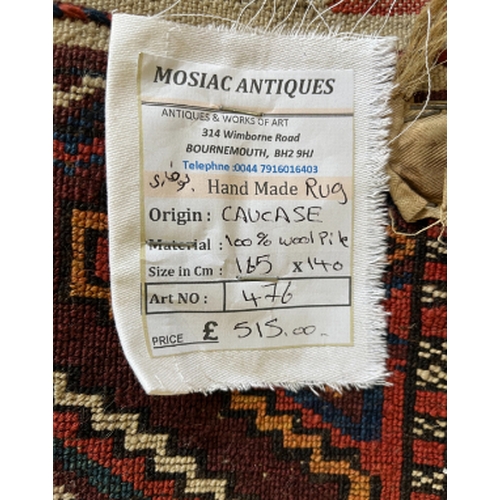 MOSIAC ANTIQUES
ANTIQUES & WORKS OF ART
314 Wimborne Road
BOURNEMOUTH, BH2 9HJ
Telephne :0044 7916016403
Hand Made Rug
Origin : CAUCASE
Material : 100% wool Pile
Size in Cm : 165 x 140
Art NO : 476
PRICE £ 515.00